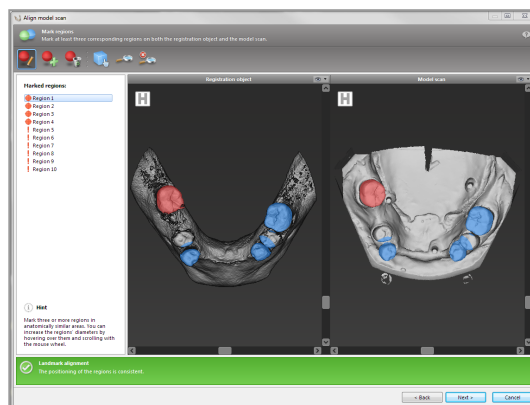 Align model scan
Mark regions
Mark at least three corresponding regions on both the registration object and the model scan.
Marked regions:
Region 1
Region 2
Region 3
Region 4
Region 5
Region 6
Region 7
Region 8
Region 9
Region 10
Registration object
Model scan
H
H
Hint
Mark three or more regions in
anatomically similar areas. You can
increase the regions' diameters by
hovering over them and scrolling with
the mouse wheel.
Landmark alignment
The positioning of the regions is consistent.
< Back
Next >
Cancel